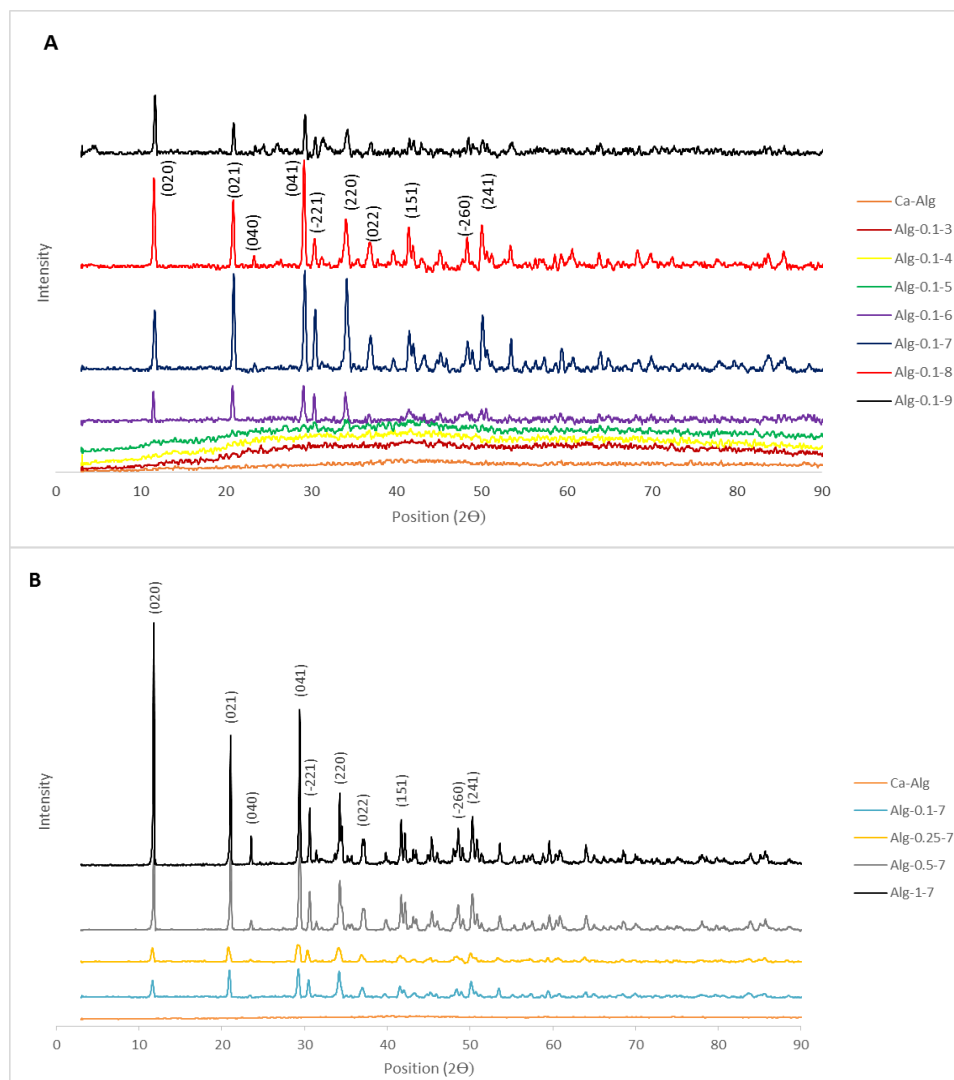 A
(020)
(021)
(040)
(041)
(-221)
(220)
(022)
(151)
(-260)
(241)
Intensity
0 10 20 30 40 50 60 70 80 90
Position (2Θ)
Ca-Alg
Alg-0.1-3
Alg-0.1-4
Alg-0.1-5
Alg-0.1-6
Alg-0.1-7
Alg-0.1-8
Alg-0.1-9
B
(020)
(021)
(040)
(041)
(-221)
(220)
(022)
(151)
(-260)
(241)
Intensity
0 10 20 30 40 50 60 70 80 90
Position (2Θ)
Ca-Alg
Alg-0.1-7
Alg-0.25-7
Alg-0.5-7
Alg-1-7